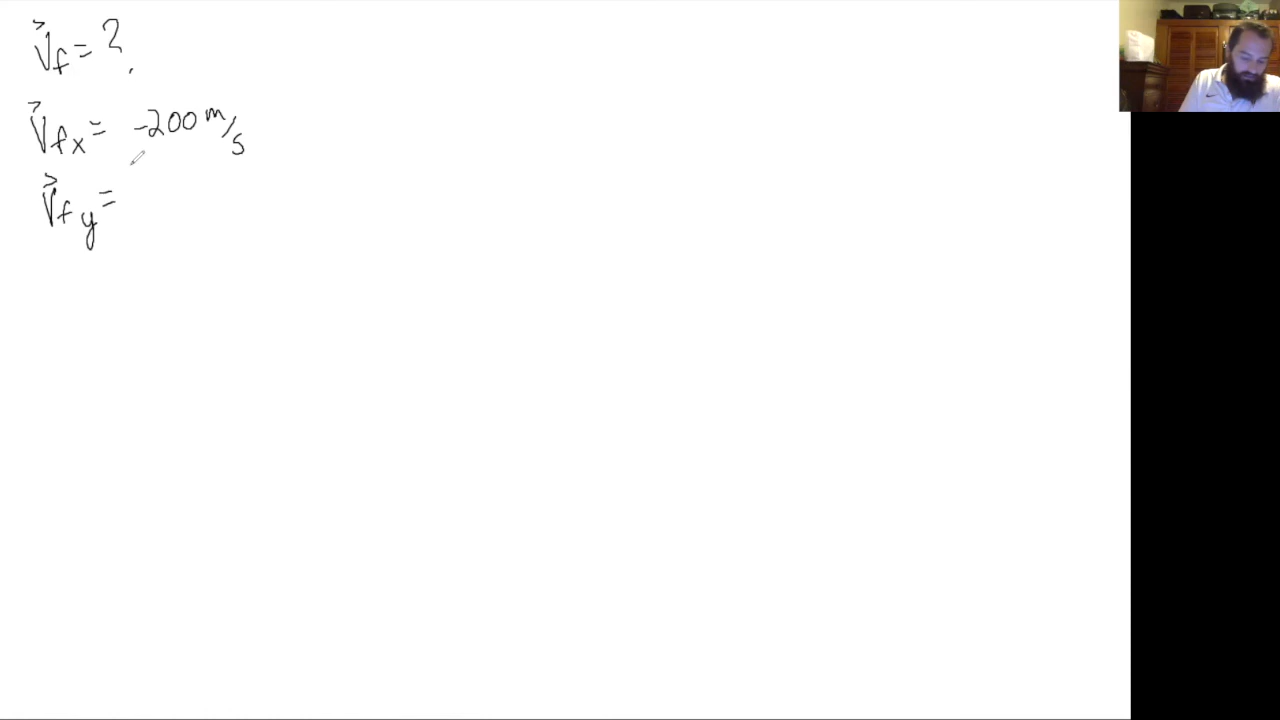 V⃗f = ?
V⃗fx = -200 m/s
V⃗fy =